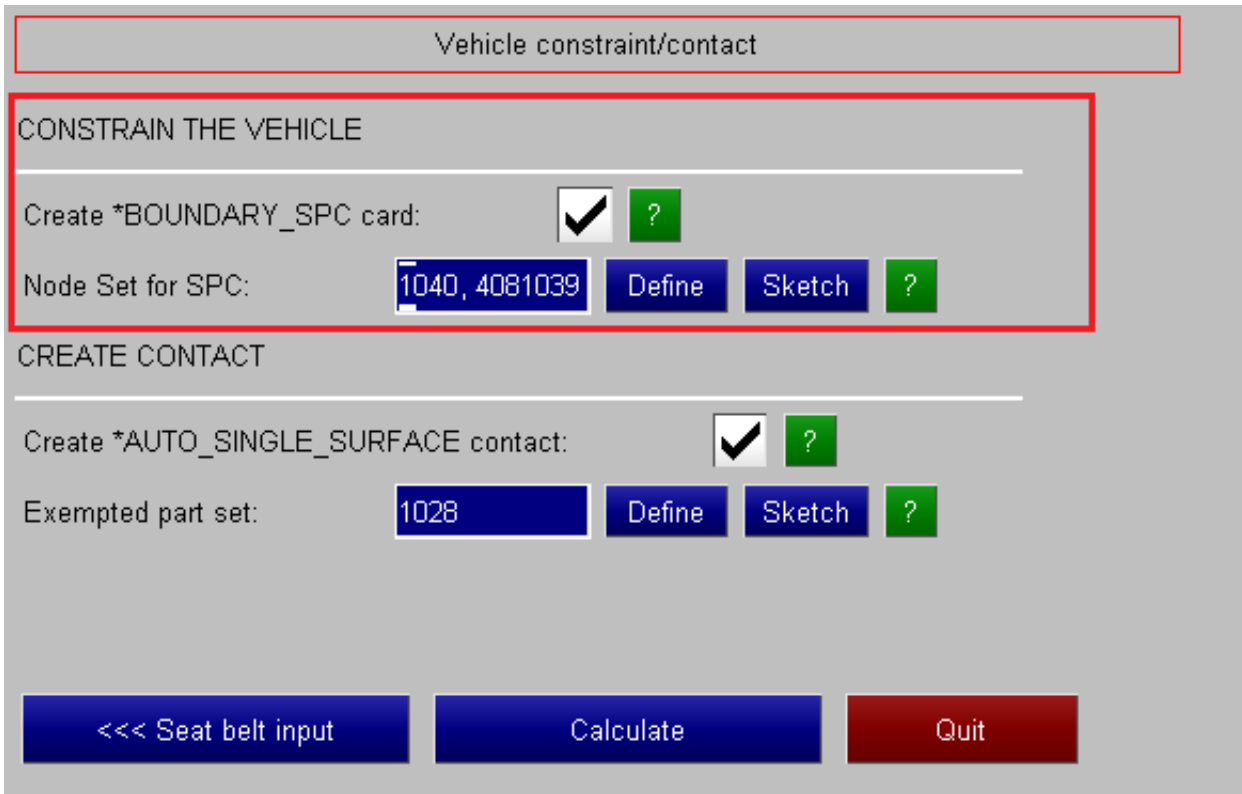 Vehicle constraint/contact
CONSTRAIN THE VEHICLE
Create *BOUNDARY_SPC card: ?
Node Set for SPC: 1040, 4081039 Define Sketch ?
CREATE CONTACT
Create *AUTO_SINGLE_SURFACE contact: ?
Exempted part set: 1028 Define Sketch ?
<<< Seat belt input Calculate Quit